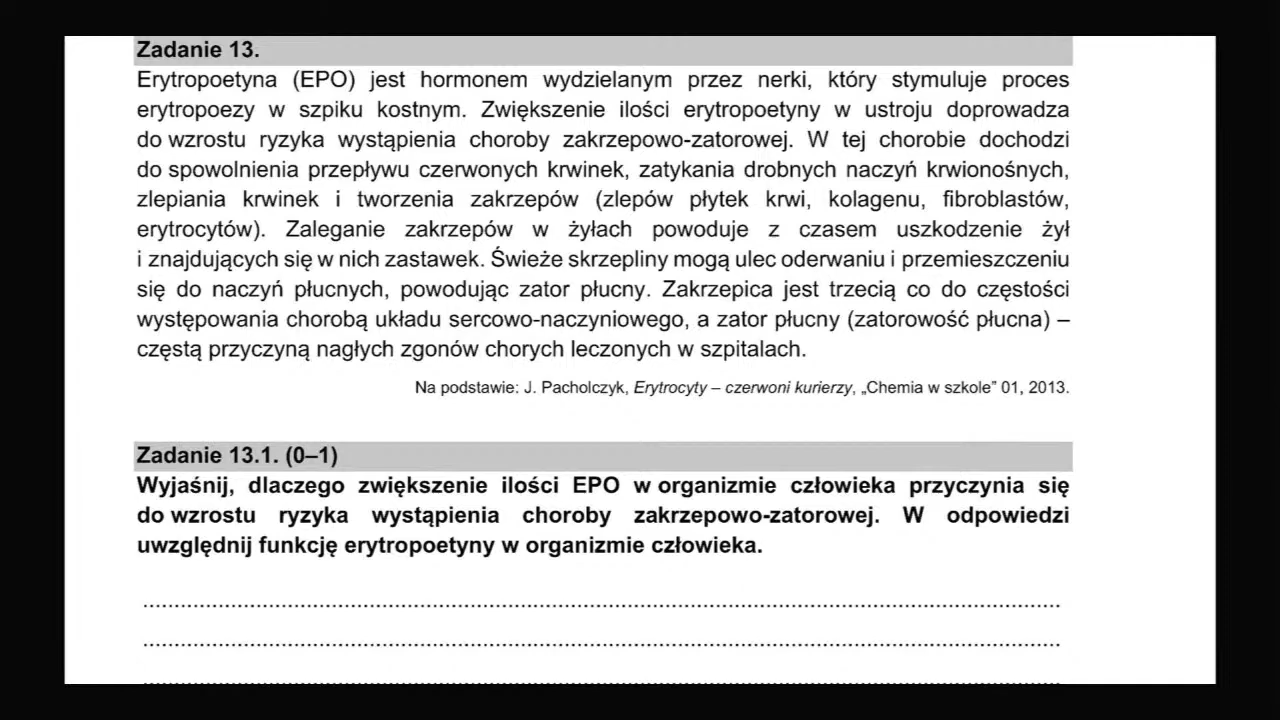 Zadanie 13.
Erytropoetyna (EPO) jest hormonem wydzielanym przez nerki, który stymuluje proces
erytropoezy w szpiku kostnym. Zwiększenie ilości erytropoetyny w ustroju doprowadza
do wzrostu ryzyka wystąpienia choroby zakrzepowo-zatorowej. W tej chorobie dochodzi
do spowolnienia przepływu czerwonych krwinek, zatykania drobnych naczyń krwionośnych,
zlepiania krwinek i tworzenia zakrzepów (zlepów płytek krwi, kolagenu, fibroblastów,
erytrocytów). Zaleganie zakrzepów w żyłach powoduje z czasem uszkodzenie żył
i znajdujących się w nich zastawek. Świeże skrzepliny mogą ulec oderwaniu i przemieszczeniu
się do naczyń płucnych, powodując zator płucny. Zakrzepica jest trzecią co do częstości
występowania chorobą układu sercowo-naczyniowego, a zator płucny (zatorowość płucna) –
częstą przyczyną nagłych zgonów chorych leczonych w szpitalach.
Na podstawie: J. Pacholczyk, Erytrocyty – czerwoni kurierzy, „Chemia w szkole” 01, 2013.
Zadanie 13.1. (0–1)
Wyjaśnij, dlaczego zwiększenie ilości EPO w organizmie człowieka przyczynia się
do wzrostu ryzyka wystąpienia choroby zakrzepowo-zatorowej. W odpowiedzi
uwzględnij funkcję erytropoetyny w organizmie człowieka.